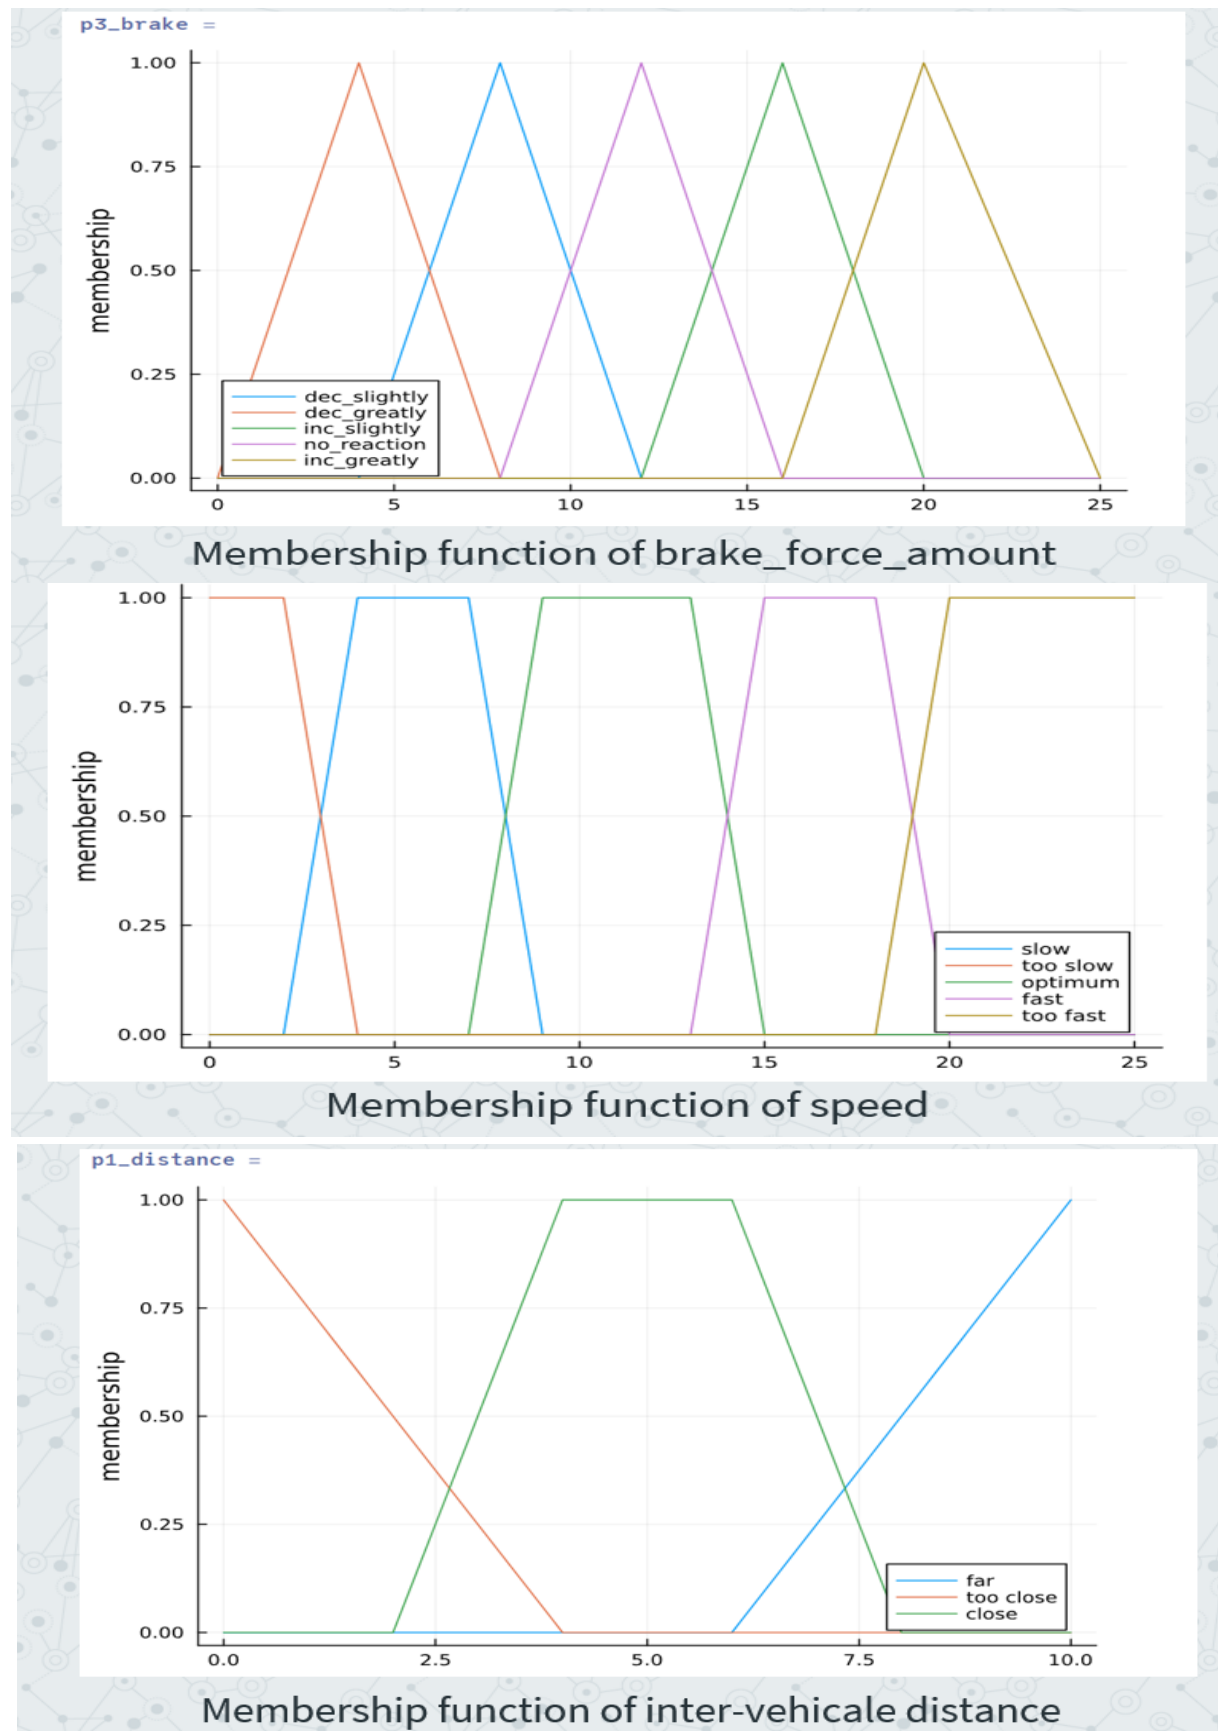 p3_brake =
1.00
0.75
0.50
0.25
0.00
membership
dec_slightly
dec_greatly
inc_slightly
no_reaction
inc_greatly
0 5 10 15 20 25
Membership function of brake_force_amount
1.00
0.75
0.50
0.25
0.00
membership
slow
too slow
optimum
fast
too fast
0 5 10 15 20 25
Membership function of speed
p1_distance =
1.00
0.75
0.50
0.25
0.00
membership
far
too close
close
0.0 2.5 5.0 7.5 10.0
Membership function of inter-vehicale distance